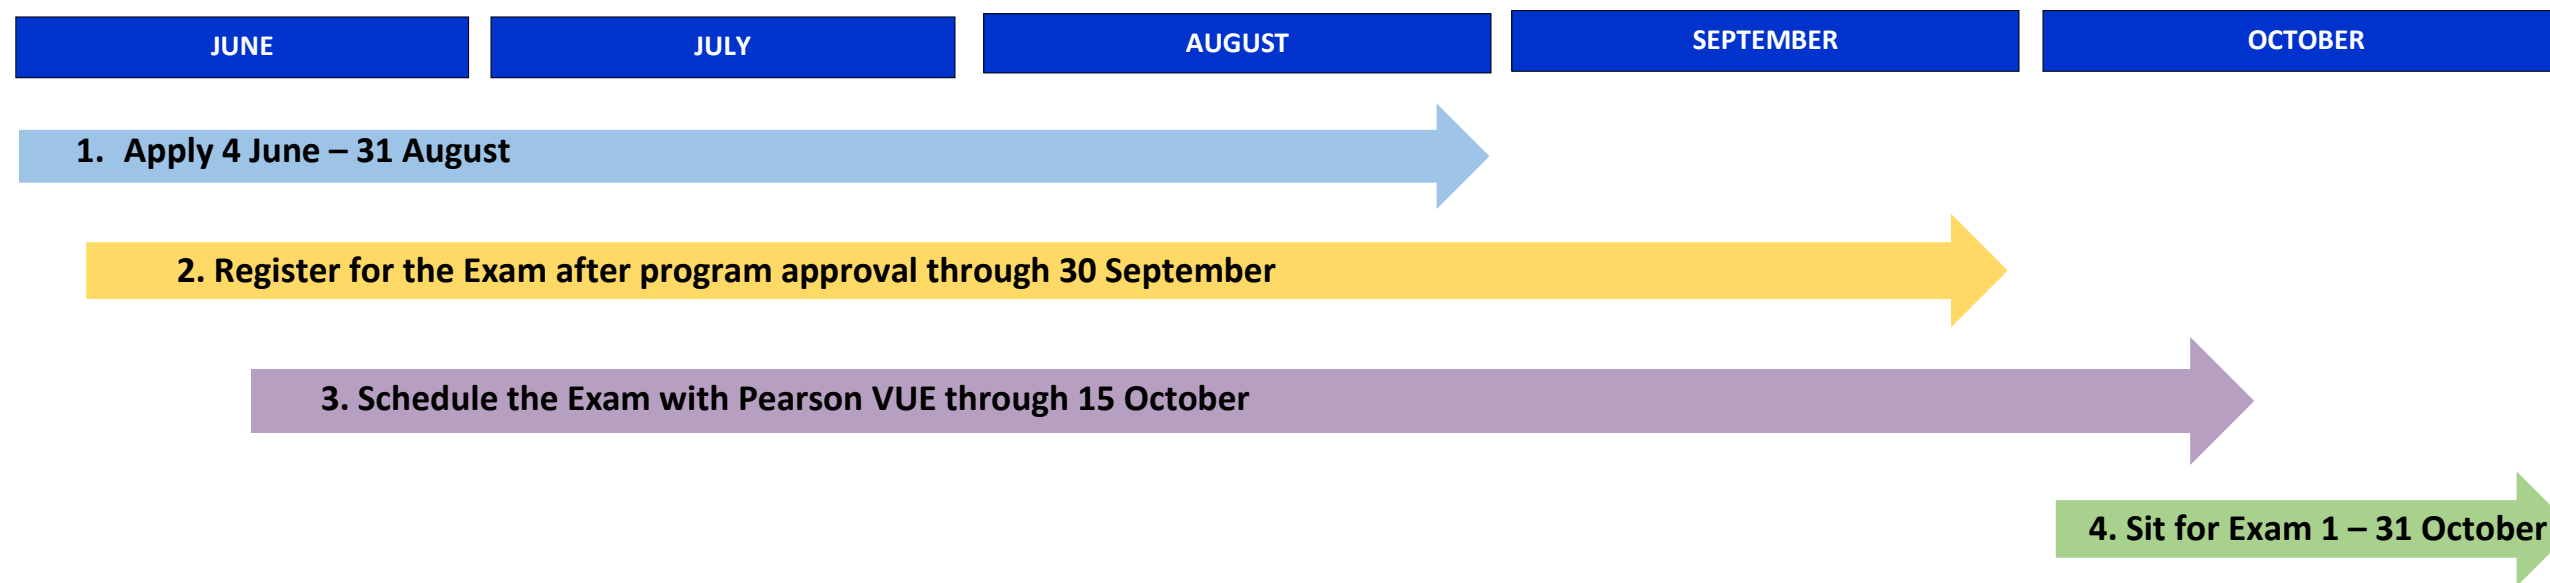 JUNE
JULY
AUGUST
SEPTEMBER
OCTOBER
1. Apply 4 June – 31 August
2. Register for the Exam after program approval through 30 September
3. Schedule the Exam with Pearson VUE through 15 October
4. Sit for Exam 1 – 31 October